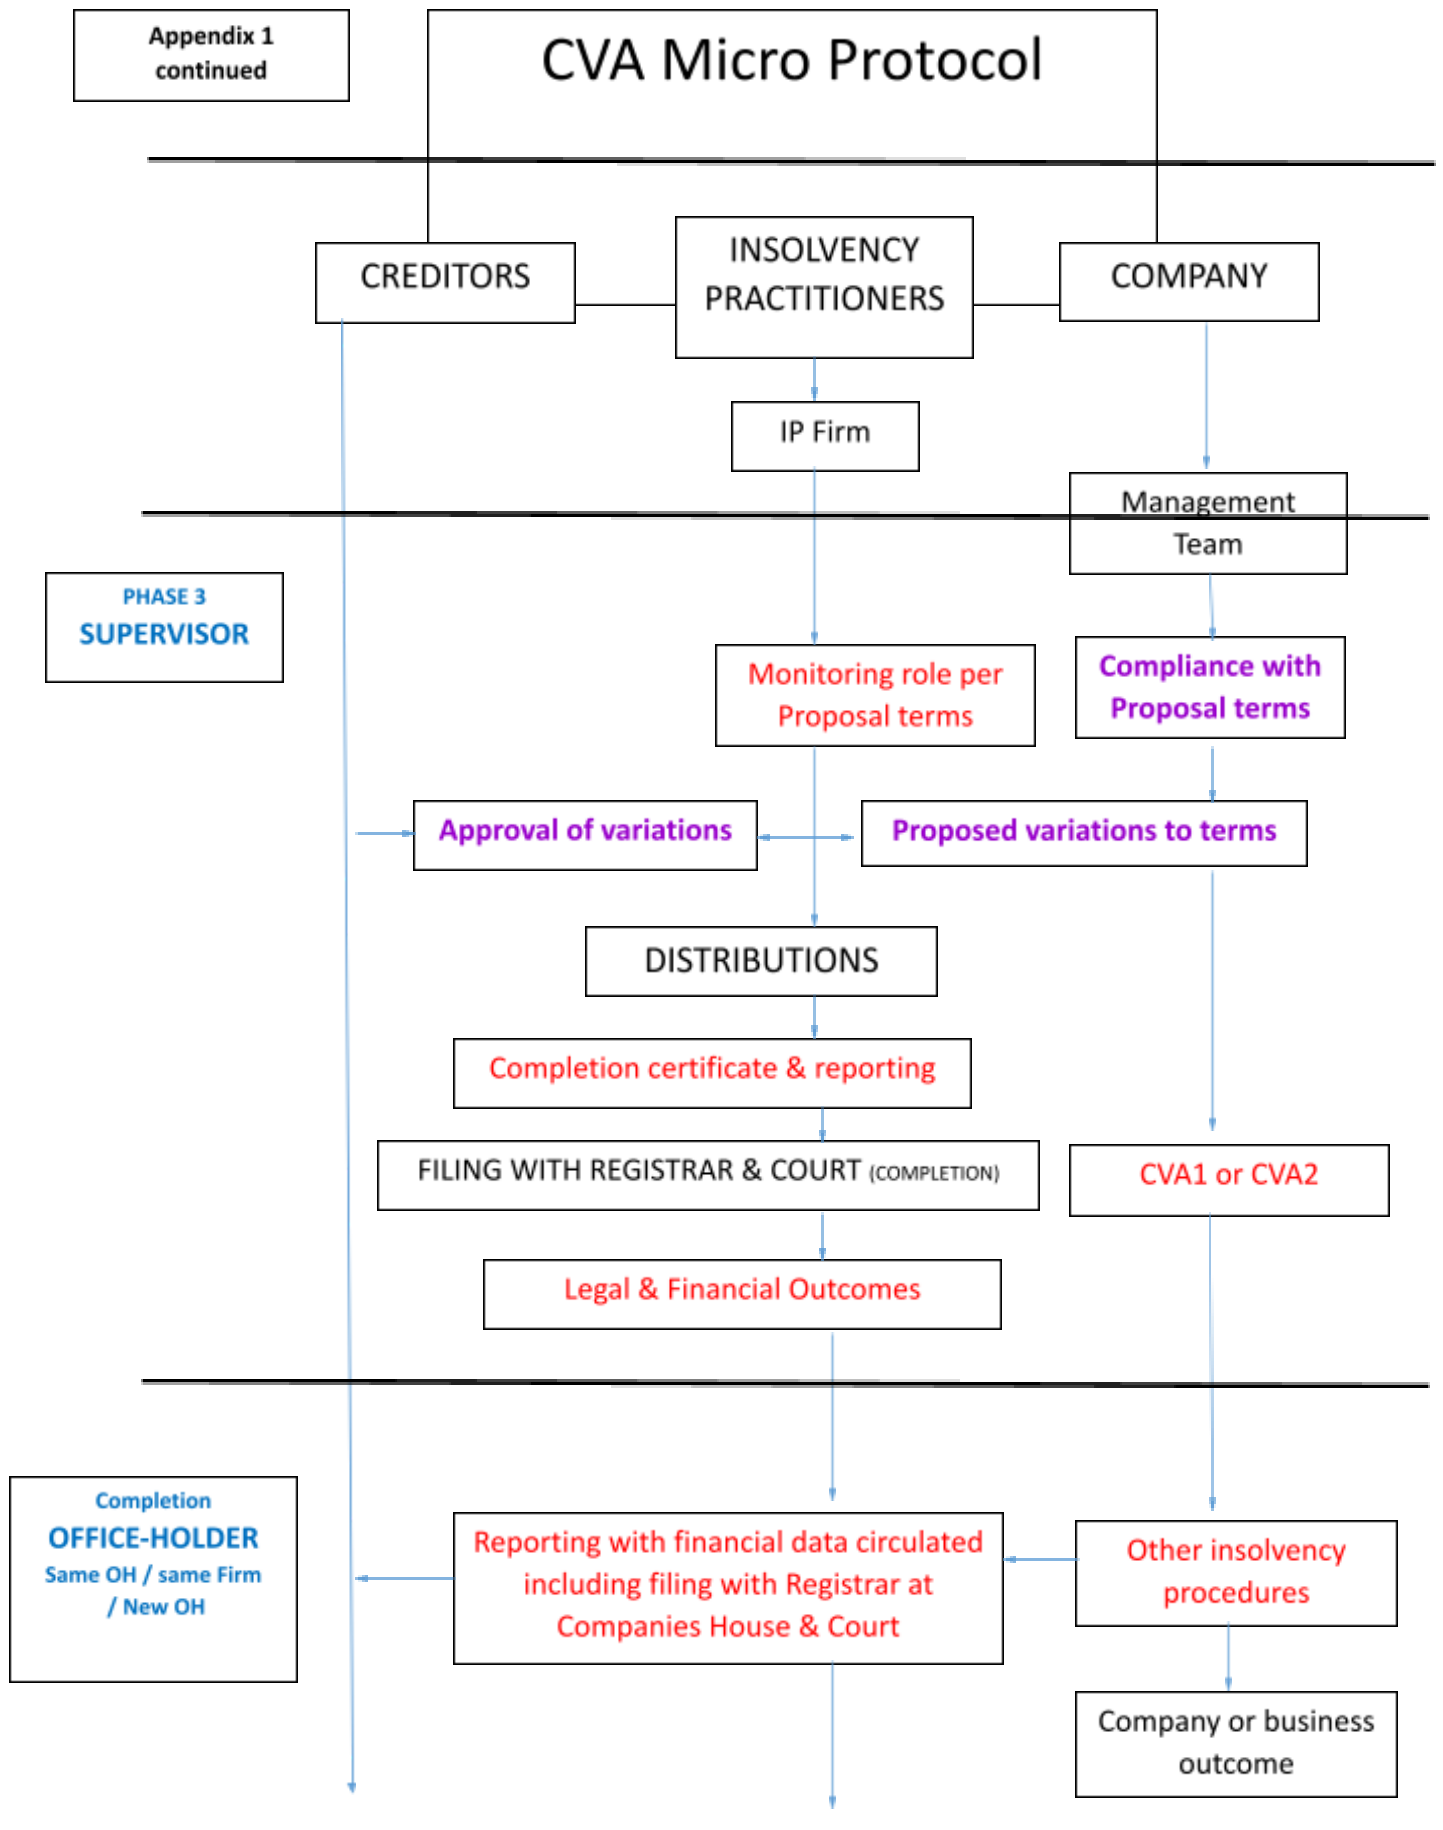 Appendix 1
continued
CVA Micro Protocol
CREDITORS
INSOLVENCY
PRACTITIONERS
COMPANY
IP Firm
Management
Team
PHASE 3
SUPERVISOR
Monitoring role per
Proposal terms
Compliance with
Proposal terms
Approval of variations
Proposed variations to terms
DISTRIBUTIONS
Completion certificate & reporting
FILING WITH REGISTRAR & COURT (COMPLETION)
CVA1 or CVA2
Legal & Financial Outcomes
Completion
OFFICE-HOLDER
Same OH / same Firm
/ New OH
Reporting with financial data circulated
including filing with Registrar at
Companies House & Court
Other insolvency
procedures
Company or business
outcome